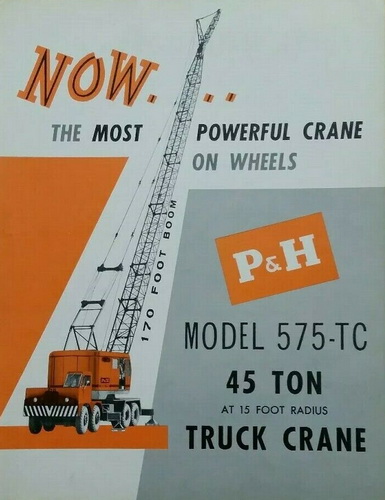 NOW....
THE MOST POWERFUL CRANE
ON WHEELS
170 FOOT BOOM
P&H
MODEL 575-TC
45 TON
AT 15 FOOT RADIUS
TRUCK CRANE